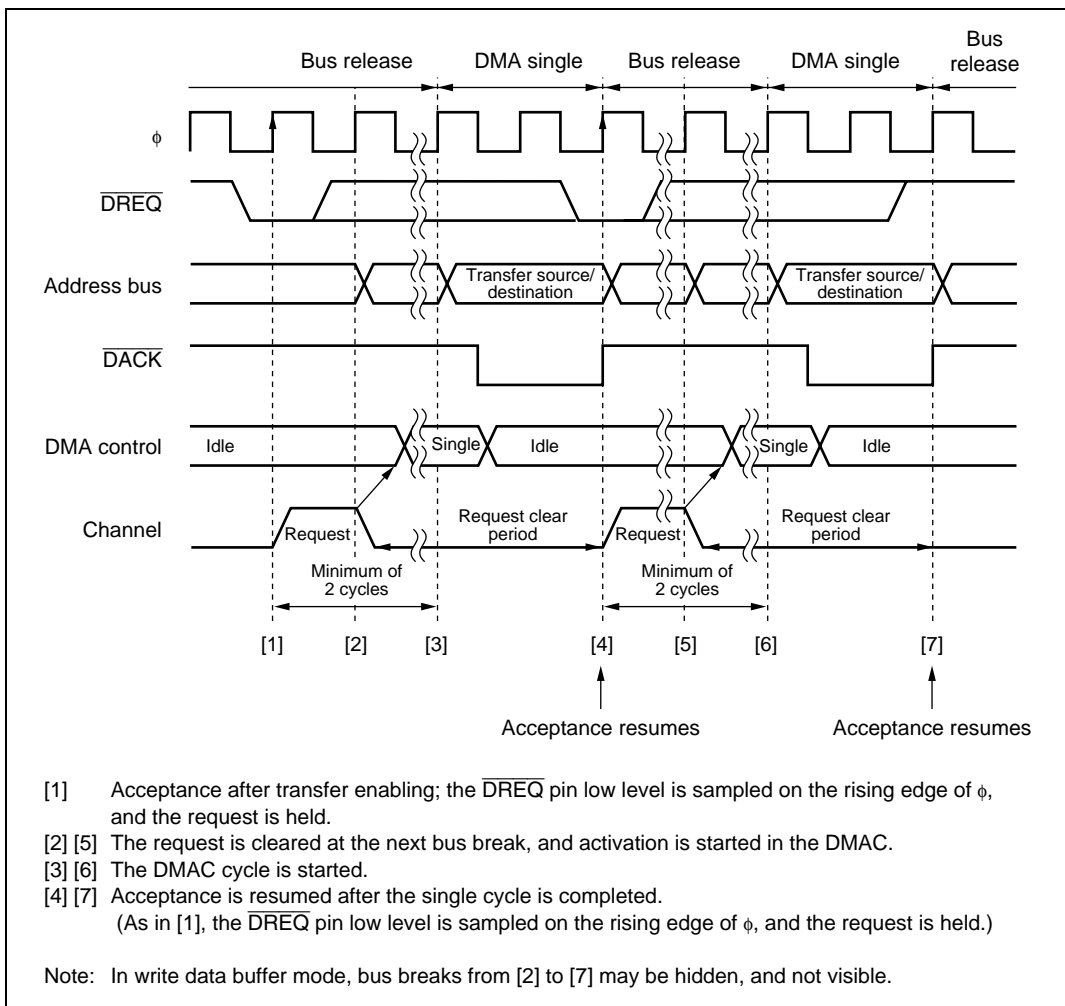 Bus release
DMA single
Bus release
DMA single
Bus
release
φ
DREQ
Address bus
Transfer source/
destination
Transfer source/
destination
DACK
DMA control
Idle
Single
Idle
Single
Idle
Channel
Request
Request clear
period
Request
Request clear
period
Minimum of
2 cycles
Minimum of
2 cycles
[1]
[2]
[3]
[4]
[5]
[6]
[7]
Acceptance resumes
Acceptance resumes
[1] Acceptance after transfer enabling; the DREQ pin low level is sampled on the rising edge of φ,
and the request is held.
[2] [5] The request is cleared at the next bus break, and activation is started in the DMAC.
[3] [6] The DMAC cycle is started.
[4] [7] Acceptance is resumed after the single cycle is completed.
(As in [1], the DREQ pin low level is sampled on the rising edge of φ, and the request is held.)
Note: In write data buffer mode, bus breaks from [2] to [7] may be hidden, and not visible.